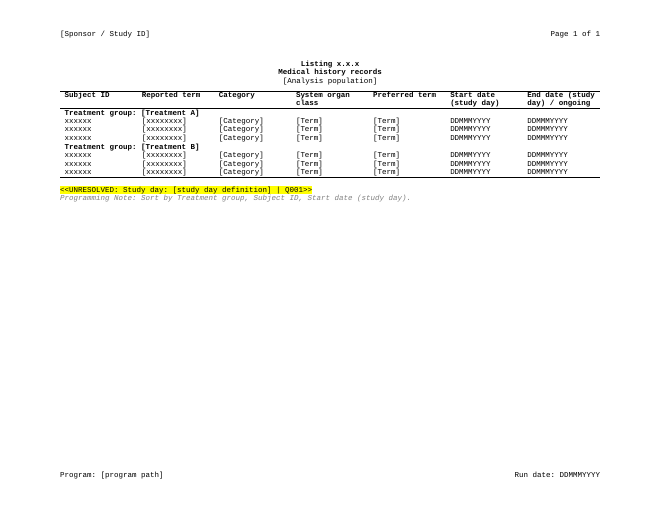 [Sponsor / Study ID] Page 1 of 1
Listing x.x.x
Medical history records
[Analysis population]
Subject ID Reported term Category System organ class Preferred term Start date (study day) End date (study day) / ongoing
Treatment group: [Treatment A]
xxxxxx [xxxxxxxx] [Category] [Term] [Term] DDMMMYYYY DDMMMYYYY
xxxxxx [xxxxxxxx] [Category] [Term] [Term] DDMMMYYYY DDMMMYYYY
xxxxxx [xxxxxxxx] [Category] [Term] [Term] DDMMMYYYY DDMMMYYYY
Treatment group: [Treatment B]
xxxxxx [xxxxxxxx] [Category] [Term] [Term] DDMMMYYYY DDMMMYYYY
xxxxxx [xxxxxxxx] [Category] [Term] [Term] DDMMMYYYY DDMMMYYYY
xxxxxx [xxxxxxxx] [Category] [Term] [Term] DDMMMYYYY DDMMMYYYY
<<UNRESOLVED: Study day: [study day definition] | Q001>>
Programming Note: Sort by Treatment group, Subject ID, Start date (study day).
Program: [program path] Run date: DDMMMYYYY